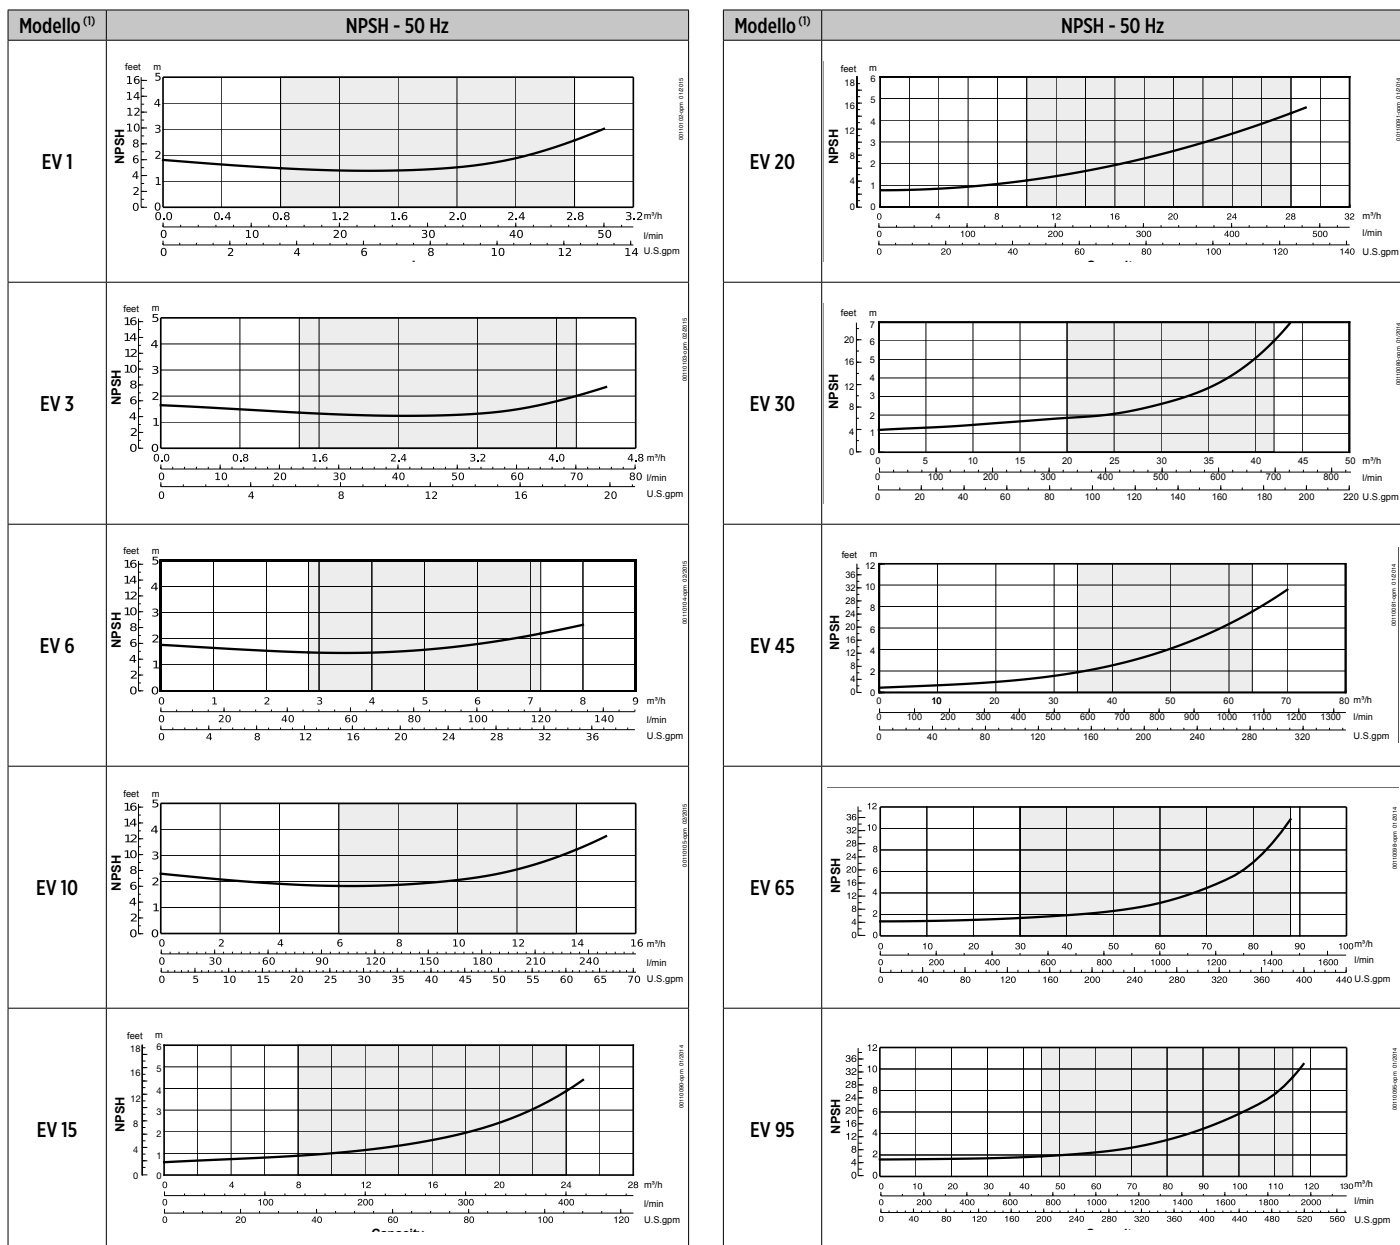 Modello (1) NPSH - 50 Hz
EV 1
feet m
NPSH
16 14 12 10 8 6 4 2 0
5 4 3 2 1 0
0.0 0.4 0.8 1.2 1.6 2.0 2.4 2.8 3.2 m³/h
0 10 20 30 40 50 l/min
0 2 4 6 8 10 12 14 U.S.gpm
EV 3
feet m
NPSH
16 14 12 10 8 6 4 2 0
5 4 3 2 1 0
0.0 0.8 1.6 2.4 3.2 4.0 4.8 m³/h
0 10 20 30 40 50 60 70 80 l/min
0 4 8 12 16 20 U.S.gpm
EV 6
feet m
NPSH
16 14 12 10 8 6 4 2 0
5 4 3 2 1 0
0 1 2 3 4 5 6 7 8 9 m³/h
0 20 40 60 80 100 120 140 l/min
0 4 8 12 16 20 24 28 32 36 U.S.gpm
EV 10
feet m
NPSH
16 14 12 10 8 6 4 2 0
5 4 3 2 1 0
0 2 4 6 8 10 12 14 16 m³/h
0 30 60 90 120 150 180 210 240 l/min
0 5 10 15 20 25 30 35 40 45 50 55 60 65 70 U.S.gpm
EV 15
feet m
NPSH
18 16 12 8 4 0
6 5 4 3 2 1 0
0 4 8 12 16 20 24 28 m³/h
0 100 200 300 400 l/min
0 20 40 60 80 100 120 U.S.gpm
Modello (1) NPSH - 50 Hz
EV 20
feet m
NPSH
18 16 12 8 4 0
6 5 4 3 2 1 0
0 4 8 12 16 20 24 28 32 m³/h
0 100 200 300 400 500 l/min
0 20 40 60 80 100 120 140 U.S.gpm
EV 30
feet m
NPSH
20 16 12 8 4 0
7 6 5 4 3 2 1 0
0 5 10 15 20 25 30 35 40 45 50 m³/h
0 100 200 300 400 500 600 700 800 l/min
0 20 40 60 80 100 120 140 160 180 200 220 U.S.gpm
EV 45
feet m
NPSH
36 32 28 24 20 16 12 8 4 0
12 10 8 6 4 2 0
0 10 20 30 40 50 60 70 80 m³/h
0 100 200 300 400 500 600 700 800 900 1000 1100 1200 1300 l/min
0 40 80 120 160 200 240 280 320 U.S.gpm
EV 65
NPSH
36 32 28 24 20 16 12 8 4 0
12 10 8 6 4 2 0
0 10 20 30 40 50 60 70 80 90 100 m³/h
0 200 400 600 800 1000 1200 1400 1600 l/min
0 40 80 120 160 200 240 280 320 360 400 440 U.S.gpm
EV 95
NPSH
36 32 28 24 20 16 12 8 4 0
12 10 8 6 4 2 0
0 10 20 30 40 50 60 70 80 90 100 110 120 130 m³/h
0 200 400 600 800 1000 1200 1400 1600 1800 2000 l/min
0 40 80 120 160 200 240 280 320 360 400 440 480 520 560 U.S.gpm